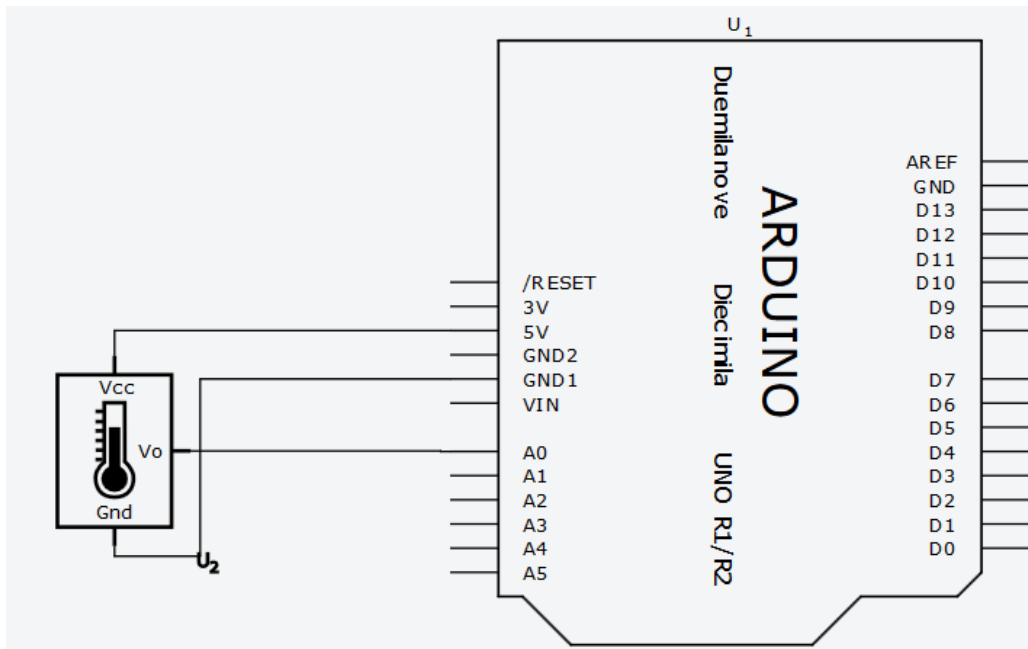 U1
Duemilanove
Diecimila
UNO R1/R2
ARDUINO
/RESET
3V
5V
GND2
GND1
VIN
A0
A1
A2
A3
A4
A5
AREF
GND
D13
D12
D11
D10
D9
D8
D7
D6
D5
D4
D3
D2
D1
D0
Vcc
Vo
Gnd
U2